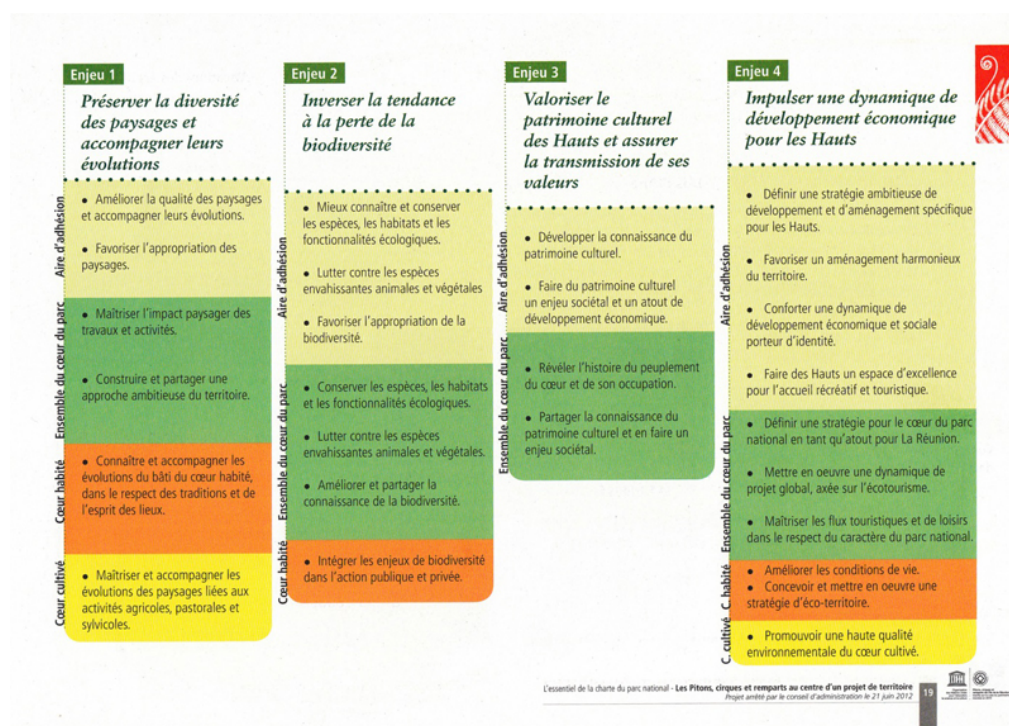 Enjeu 1
Préserver la diversité
des paysages et
accompagner leurs
évolutions
Aire d'adhésion
• Améliorer la qualité des paysages
et accompagner leurs évolutions.
• Favoriser l'appropriation des
paysages.
Ensemble du cœur du parc
• Maîtriser l'impact paysager des
travaux et activités.
• Construire et partager une
approche ambitieuse du territoire.
Cœur habité
• Connaître et accompagner les
évolutions du bâti du cœur habité,
dans le respect des traditions et de
l'esprit des lieux.
Cœur cultivé
• Maîtriser et accompagner les
évolutions des paysages liées aux
activités agricoles, pastorales et
sylvicoles.
Enjeu 2
Inverser la tendance
à la perte de la
biodiversité
Aire d'adhésion
• Mieux connaître et conserver
les espèces, les habitats et les
fonctionnalités écologiques.
• Lutter contre les espèces
envahissantes animales et végétales
• Favoriser l'appropriation de la
biodiversité.
Ensemble du cœur du parc
• Conserver les espèces, les habitats
et les fonctionnalités écologiques.
• Lutter contre les espèces
envahissantes animales et végétales.
• Améliorer et partager la
connaissance de la biodiversité.
Cœur habité
• Intégrer les enjeux de biodiversité
dans l'action publique et privée.
Enjeu 3
Valoriser le
patrimoine culturel
des Hauts et assurer
la transmission de ses
valeurs
Aire d'adhésion
• Développer la connaissance du
patrimoine culturel.
• Faire du patrimoine culturel
un enjeu sociétal et un atout de
développement économique.
Ensemble du cœur du parc
• Révéler l'histoire du peuplement
du cœur et de son occupation.
• Partager la connaissance du
patrimoine culturel et en faire un
enjeu sociétal.
Enjeu 4
Impulser une dynamique de
développement économique
pour les Hauts
Aire d'adhésion
• Définir une stratégie ambitieuse de
développement et d'aménagement spécifique
pour les Hauts.
• Favoriser un aménagement harmonieux
du territoire.
• Conforter une dynamique de
développement économique et sociale
porteur d'identité.
• Faire des Hauts un espace d'excellence
pour l'accueil récréatif et touristique.
Ensemble du cœur du parc
• Définir une stratégie pour le cœur du parc
national en tant qu'atout pour La Réunion.
• Mettre en oeuvre une dynamique de
projet global, axée sur l'écotourisme.
• Maîtriser les flux touristiques et de loisirs
dans le respect du caractère du parc national.
C. habité
• Améliorer les conditions de vie.
• Concevoir et mettre en oeuvre une
stratégie d'éco-territoire.
C. cultivé
• Promouvoir une haute qualité
environnementale du cœur cultivé.
L'essentiel de la charte du parc national - Les Pitons, cirques et remparts au centre d'un projet de territoire
Projet arrêté par le conseil d'administration le 21 juin 2012
19